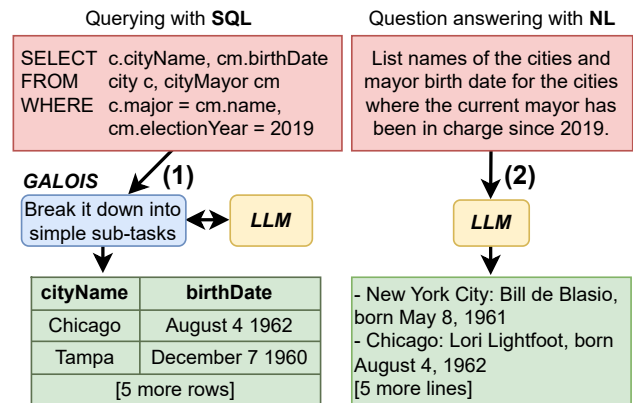 Querying with SQL
SELECT c.cityName, cm.birthDate
FROM city c, cityMayor cm
WHERE c.major = cm.name,
cm.electionYear = 2019
GALOIS
(1)
Break it down into
simple sub-tasks
LLM
cityName birthDate
Chicago August 4 1962
Tampa December 7 1960
[5 more rows]
Question answering with NL
List names of the cities and
mayor birth date for the cities
where the current mayor has
been in charge since 2019.
(2)
LLM
- New York City: Bill de Blasio,
born May 8, 1961
- Chicago: Lori Lightfoot, born
August 4, 1962
[5 more lines]